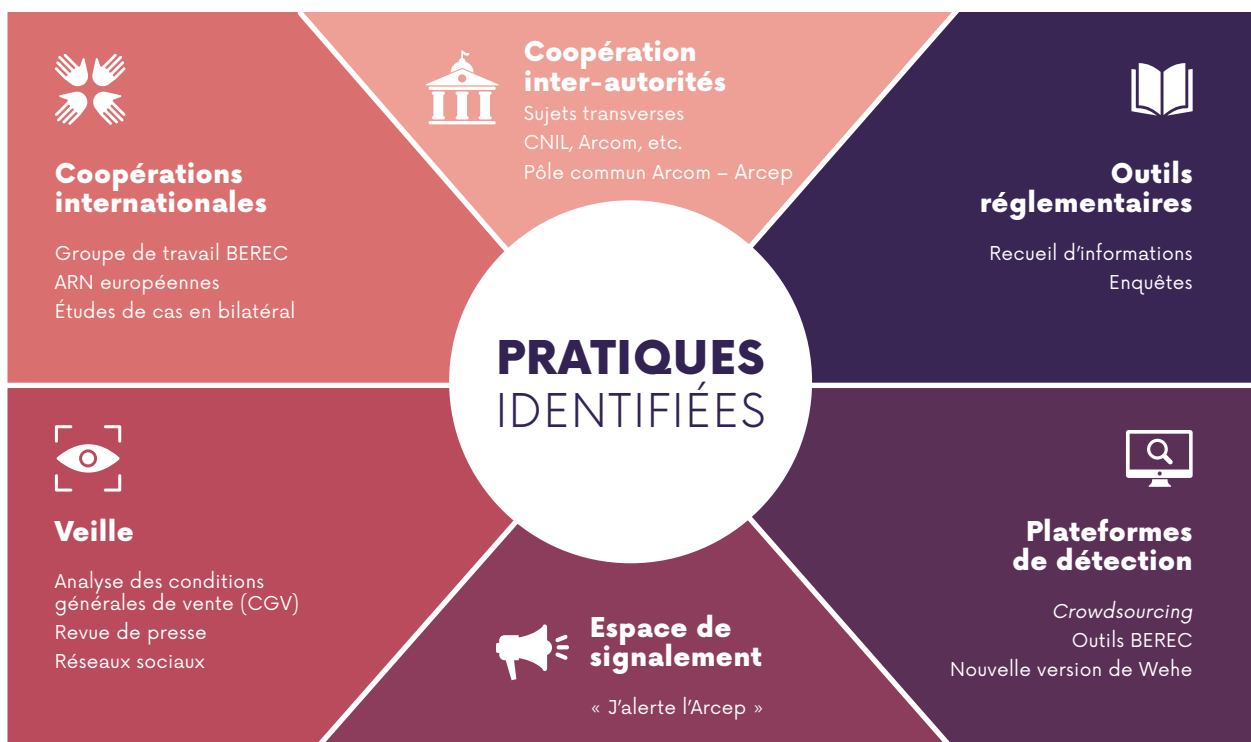 Coopérations
internationales
Groupe de travail BEREC
ARN européennes
Études de cas en bilatéral
Coopération
inter-autorités
Sujets transverses
CNIL, Arcom, etc.
Pôle commun Arcom – Arcep
Outils
réglementaires
Recueil d’informations
Enquêtes
PRATIQUES
IDENTIFIÉES
Veille
Analyse des conditions
générales de vente (CGV)
Revue de presse
Réseaux sociaux
Espace de
signalement
« J’alerte l’Arcep »
Plateformes
de détection
Crowdsourcing
Outils BEREC
Nouvelle version de Wehe